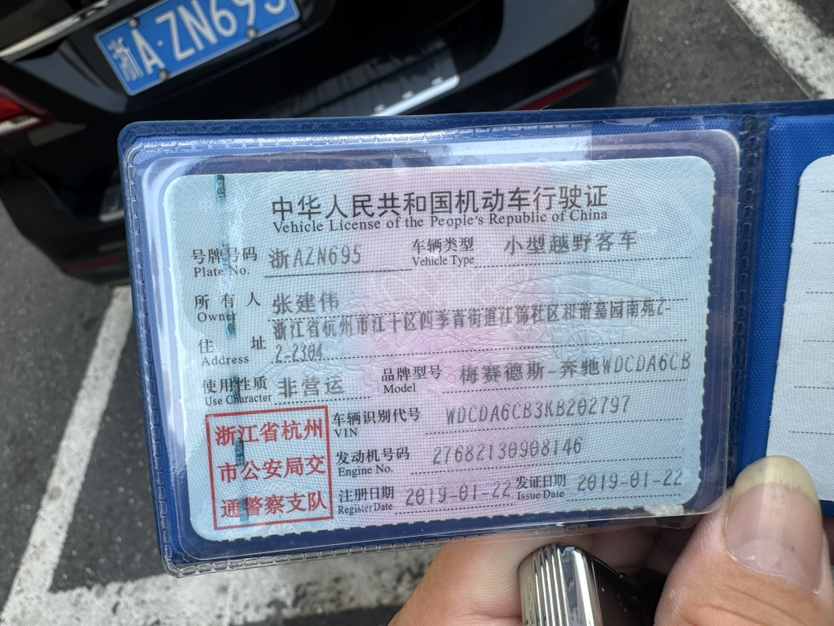 浙A·ZN695
中华人民共和国机动车行驶证
Vehicle License of the People's Republic of China
号牌号码 浙AZN695 车辆类型 小型越野客车
Plate No. Vehicle Type
所有人 张建伟
Owner
浙江省杭州市江干区四季青街道江锦社区和谐嘉园南苑2-
住址 2-2304
Address
使用性质 非营运 品牌型号 梅赛德斯-奔驰WDCDA6CB
Use Character Model
浙江省杭州 车辆识别代号 WDCDA6CB3KB202797
VIN
市公安局交 发动机号码 27682130908146
Engine No.
通警察支队 注册日期 2019-01-22 发证日期 2019-01-22
Register Date Issue Date